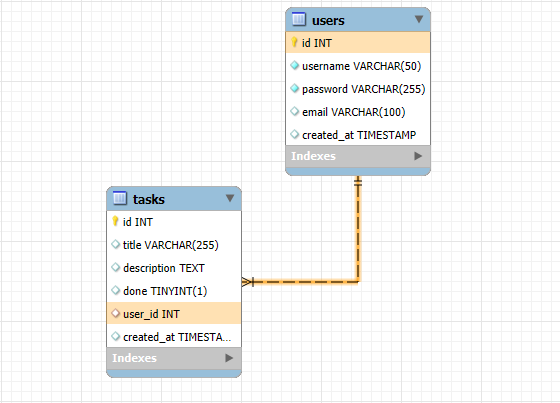 users
id INT
username VARCHAR(50)
password VARCHAR(255)
email VARCHAR(100)
created_at TIMESTAMP
Indexes
tasks
id INT
title VARCHAR(255)
description TEXT
done TINYINT(1)
user_id INT
created_at TIMESTA...
Indexes